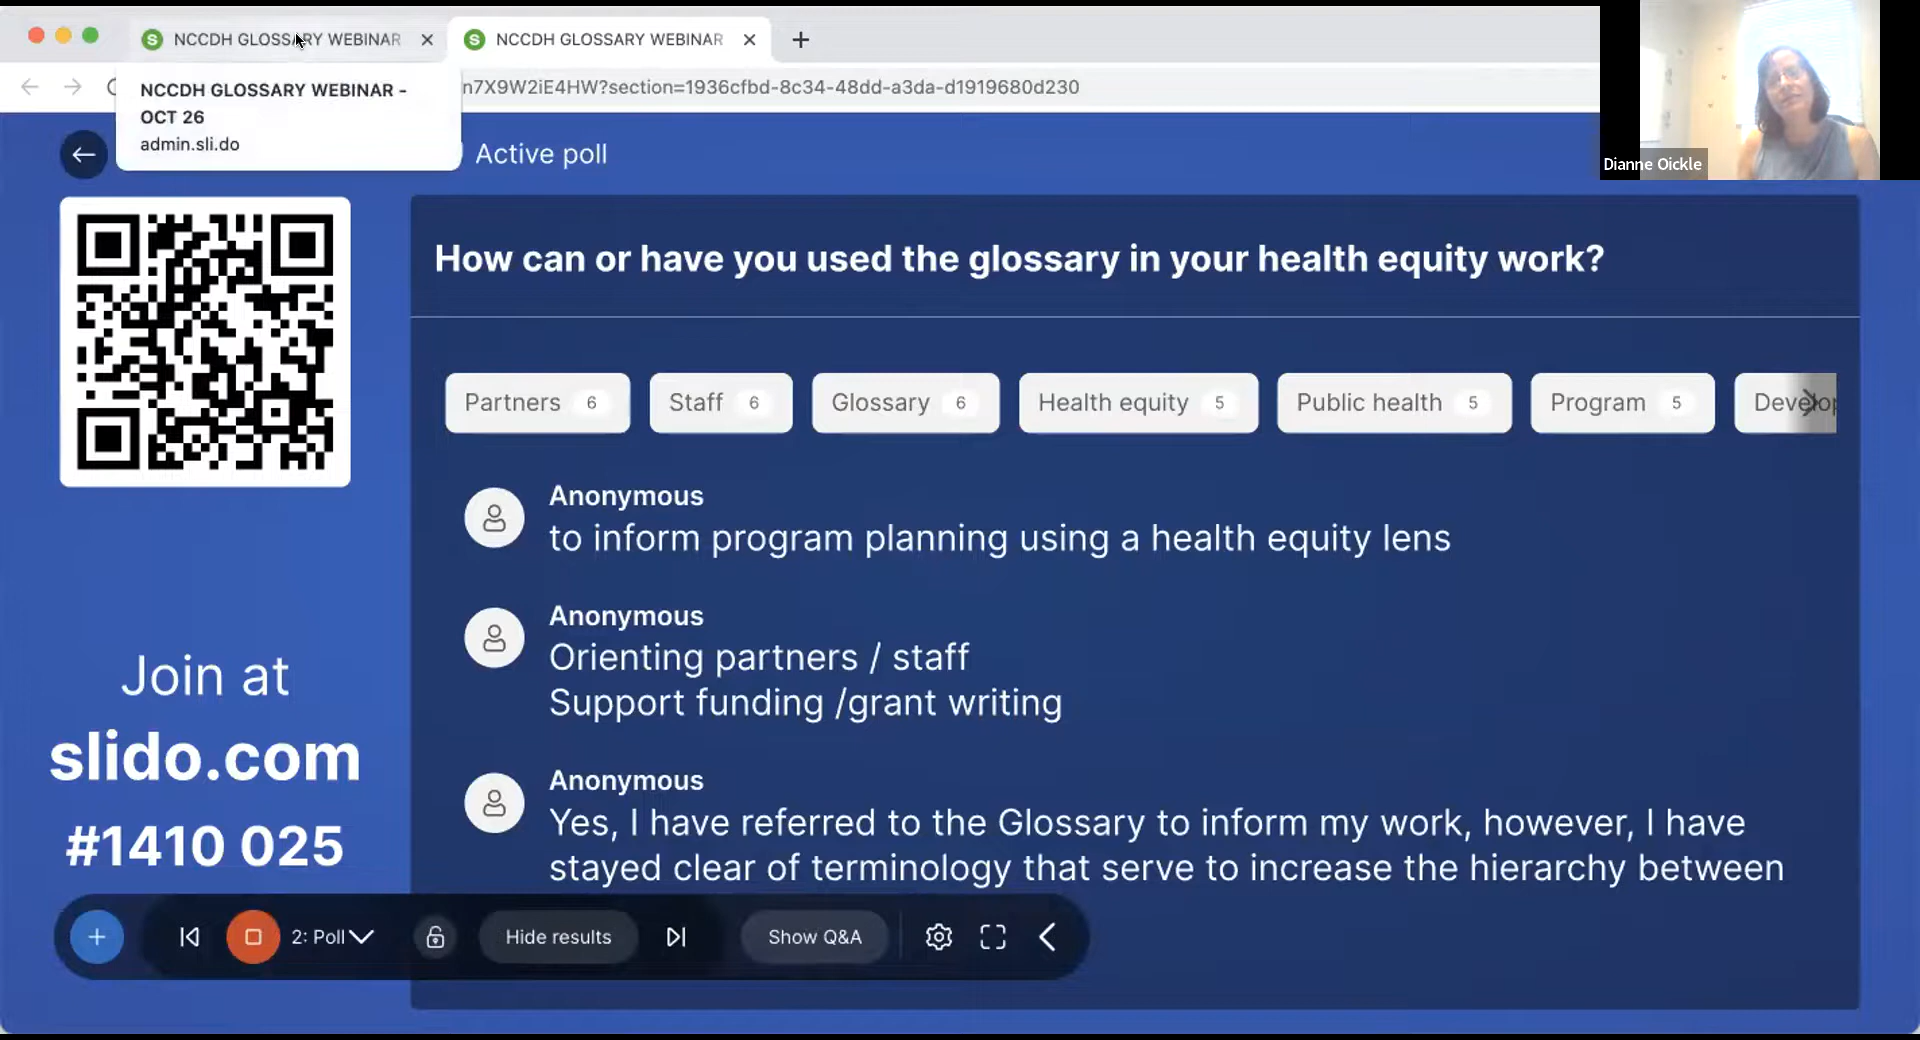 NCCDH GLOSSARY WEBINAR
NCCDH GLOSSARY WEBINAR
n7X9W2iE4HW?section=1936cfbd-8c34-48dd-a3da-d1919680d230
NCCDH GLOSSARY WEBINAR -
OCT 26
admin.sli.do
Active poll
Dianne Oickle
How can or have you used the glossary in your health equity work?
Partners 6 Staff 6 Glossary 6 Health equity 5 Public health 5 Program 5 Develop
Anonymous
to inform program planning using a health equity lens
Anonymous
Orienting partners / staff
Support funding /grant writing
Anonymous
Yes, I have referred to the Glossary to inform my work, however, I have
stayed clear of terminology that serve to increase the hierarchy between
Join at
slido.com
#1410 025
2: Poll Hide results Show Q&A